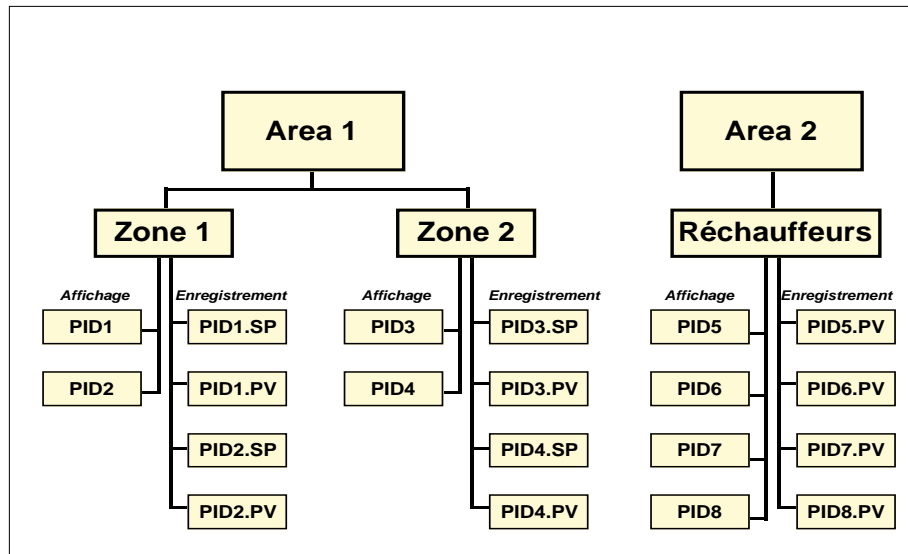 Area 1
Area 2
Zone 1
Zone 2
Réchauffeurs
Affichage
Enregistrement
Affichage
Enregistrement
Affichage
Enregistrement
PID1
PID1.SP
PID3
PID3.SP
PID5
PID5.PV
PID2
PID1.PV
PID4
PID3.PV
PID6
PID6.PV
PID2.SP
PID4.SP
PID7
PID7.PV
PID2.PV
PID4.PV
PID8
PID8.PV